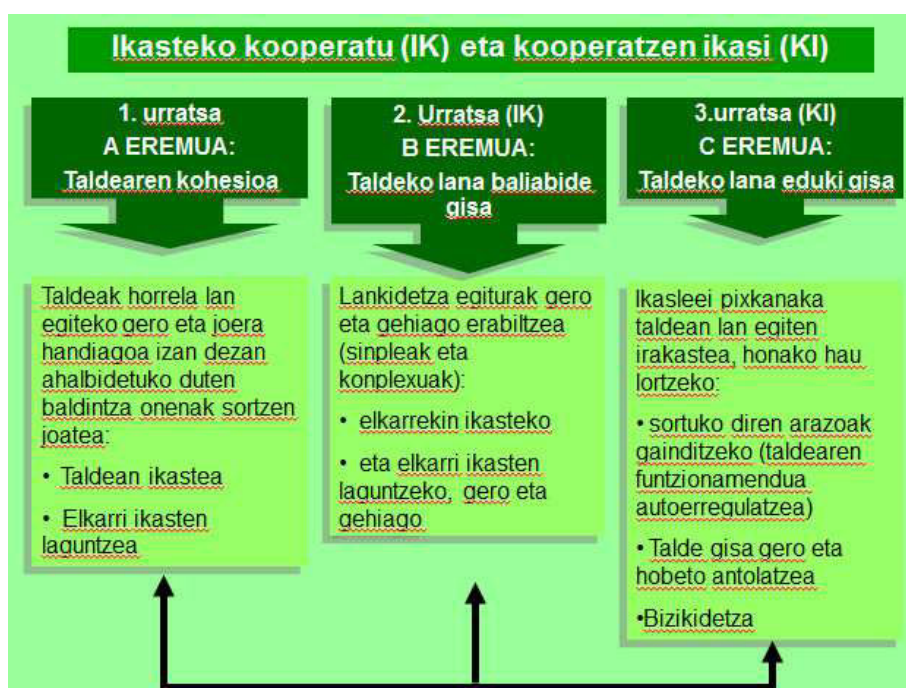 Ikasteko kooperatu (IK) eta kooperatzen ikasi (KI)
1. urratsa
A EREMUA:
Taldearen kohesioa
2. Urratsa (IK)
B EREMUA:
Taldeko lana baliabide
gisa
3.urratsa (KI)
C EREMUA:
Taldeko lana eduki gisa
Taldeak horrela lan
egiteko gero eta joera
handiagoa izan dezan
ahalbidetuko duten
baldintza onenak sortzen
joatea:
• Taldean ikastea
• Elkarri ikasten
laguntzea
Lankidetza egiturak gero
eta gehiago erabiltzea
(sinpleak eta
konplexuak):
• elkarrekin ikasteko
• eta elkarri ikasten
laguntzeko, gero eta
gehiago
Ikasleei pixkanaka
taldean lan egiten
irakastea, honako hau
lortzeko:
•sortuko diren arazoak
gainditzeko (taldearen
funtzionamendua
autoerregulatzea)
•Talde gisa gero eta
hobeto antolatzea
•Bizikidetza